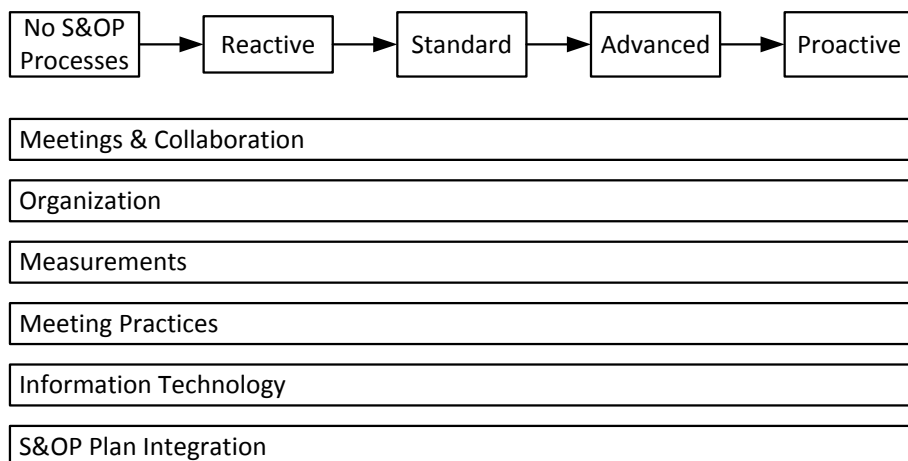 No S&OP
Processes
Reactive
Standard
Advanced
Proactive
Meetings & Collaboration
Organization
Measurements
Meeting Practices
Information Technology
S&OP Plan Integration